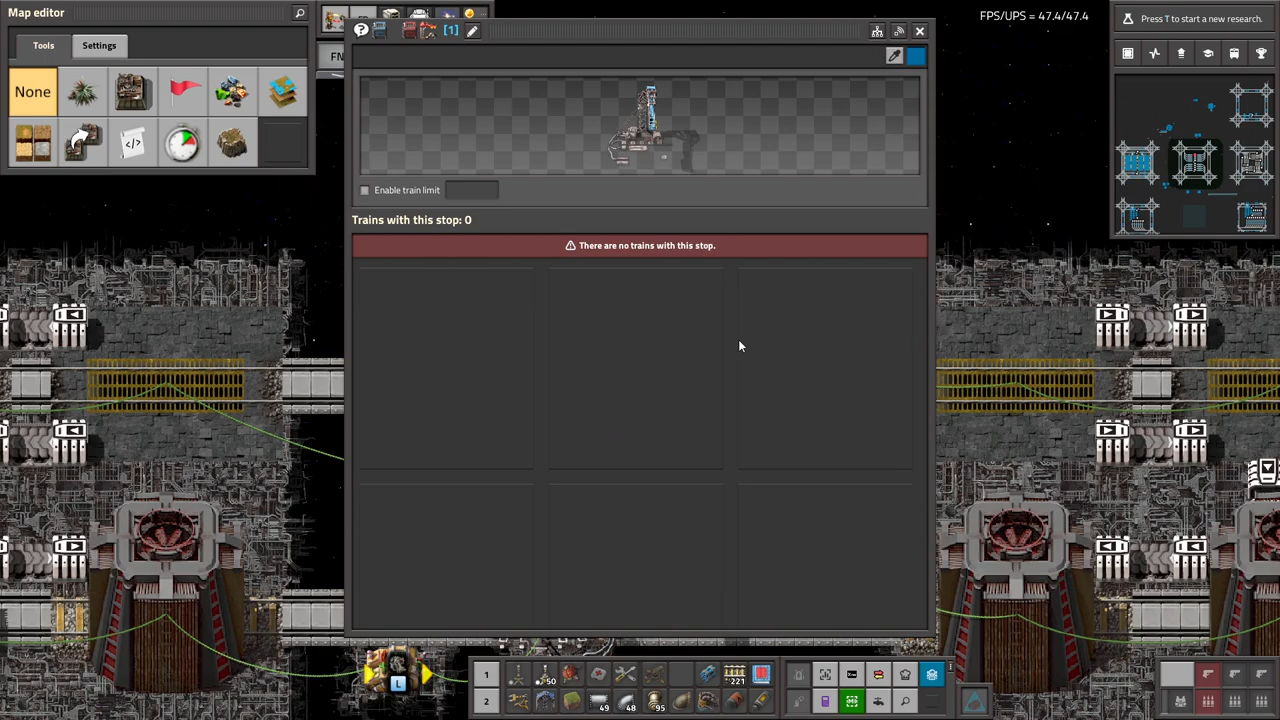 Map editor
Tools
Settings
None
</>
FN
[1]
FPS/UPS = 47.4/47.4
Press T to start a new research.
Enable train limit
Trains with this stop: 0
There are no trains with this stop.
L
1
50
221
2
49
48
95